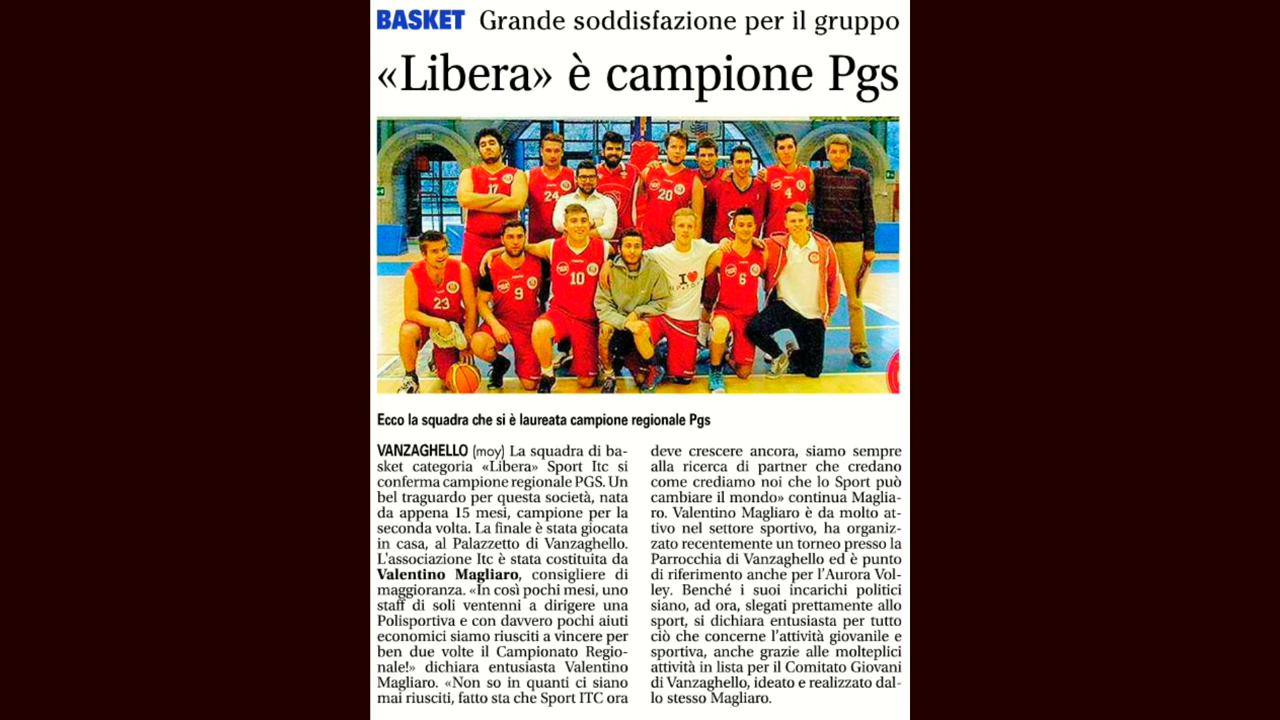 BASKET Grande soddisfazione per il gruppo
«Libera» è campione Pgs
17
24
20
4
23
9
10
I ❤
6
Ecco la squadra che si è laureata campione regionale Pgs
VANZAGHELLO (moy) La squadra di ba-
sket categoria «Libera» Sport Itc si
conferma campione regionale PGS. Un
bel traguardo per questa società, nata
da appena 15 mesi, campione per la
seconda volta. La finale è stata giocata
in casa, al Palazzetto di Vanzaghello.
L'associazione Itc è stata costituita da
Valentino Magliaro, consigliere di
maggioranza. «In così pochi mesi, uno
staff di soli ventenni a dirigere una
Polisportiva e con davvero pochi aiuti
economici siamo riusciti a vincere per
ben due volte il Campionato Regio-
nale!» dichiara entusiasta Valentino
Magliaro. «Non so in quanti ci siano
mai riusciti, fatto sta che Sport ITC ora
deve crescere ancora, siamo sempre
alla ricerca di partner che credano
come crediamo noi che lo Sport può
cambiare il mondo» continua Maglia-
ro. Valentino Magliaro è da molto at-
tivo nel settore sportivo, ha organiz-
zato recentemente un torneo presso la
Parrocchia di Vanzaghello ed è punto
di riferimento anche per l'Aurora Vol-
ley. Benché i suoi incarichi politici
siano, ad ora, slegati prettamente allo
sport, si dichiara entusiasta per tutto
ciò che concerne l'attività giovanile e
sportiva, anche grazie alle molteplici
attività in lista per il Comitato Giovani
di Vanzaghello, ideato e realizzato dal-
lo stesso Magliaro.